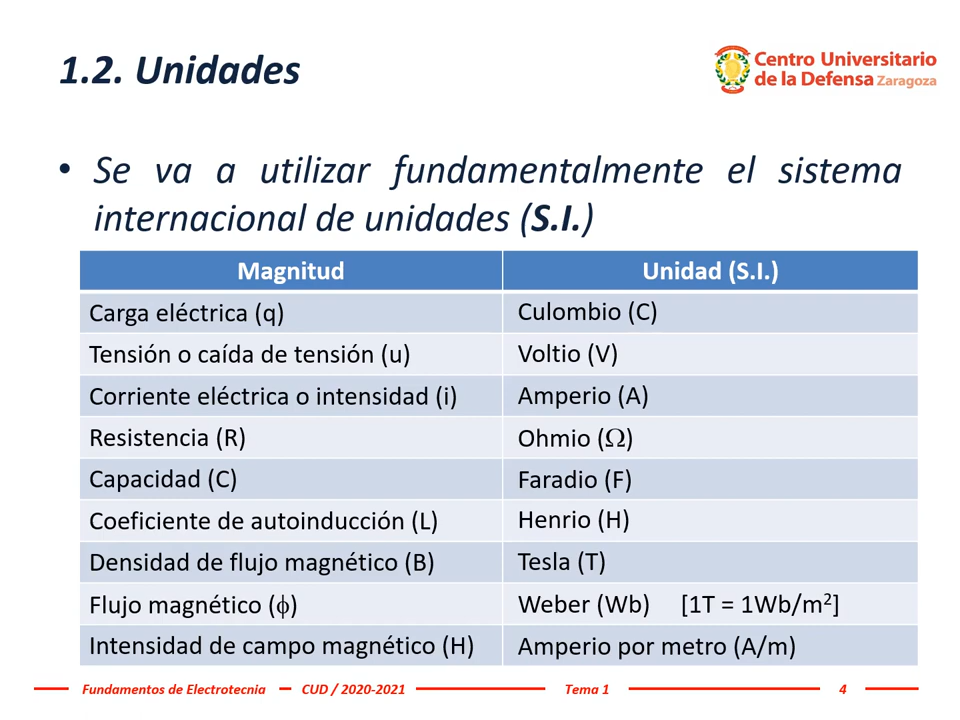 1.2. Unidades
Centro Universitario
de la Defensa Zaragoza
• Se va a utilizar fundamentalmente el sistema
internacional de unidades (S.I.)
Magnitud Unidad (S.I.)
Carga eléctrica (q) Culombio (C)
Tensión o caída de tensión (u) Voltio (V)
Corriente eléctrica o intensidad (i) Amperio (A)
Resistencia (R) Ohmio (Ω)
Capacidad (C) Faradio (F)
Coeficiente de autoinducción (L) Henrio (H)
Densidad de flujo magnético (B) Tesla (T)
Flujo magnético (ϕ) Weber (Wb) [1T = 1Wb/m²]
Intensidad de campo magnético (H) Amperio por metro (A/m)
Fundamentos de Electrotecnia CUD / 2020-2021 Tema 1 4